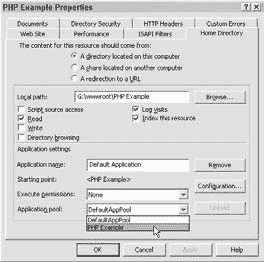 PHP Example Properties
Documents Directory Security HTTP Headers Custom Errors
Web Site Performance ISAPI Filters Home Directory
The content for this resource should come from:
A directory located on this computer
A share located on another computer
A redirection to a URL
Local path: G:\wwwroot\PHP Example Browse...
Script source access Log visits
Read Index this resource
Write
Directory browsing
Application settings
Application name: Default Application Remove
Starting point: <PHP Example>
Configuration...
Execute permissions: None
Application pool: DefaultAppPool Unload
DefaultAppPool
PHP Example
OK Cancel Apply Help